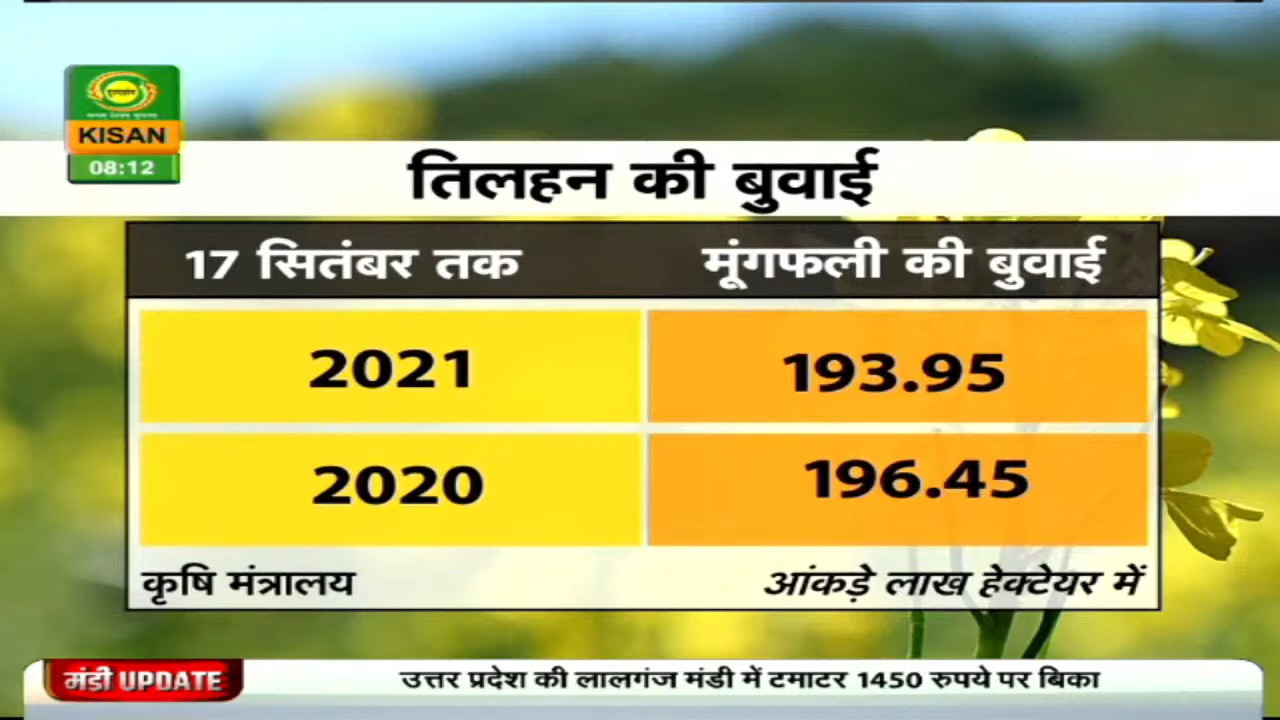 KISAN
08:12
तिलहन की बुवाई
17 सितंबर तक
मूंगफली की बुवाई
2021
193.95
2020
196.45
कृषि मंत्रालय
आंकड़े लाख हेक्टेयर में
मंडी UPDATE
उत्तर प्रदेश की लालगंज मंडी में टमाटर 1450 रुपये पर बिका